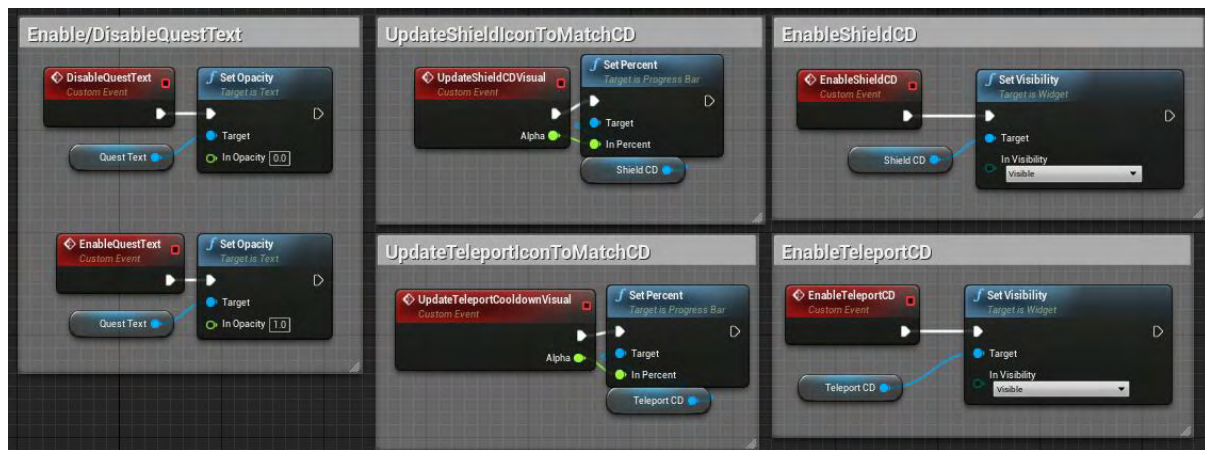 Enable/DisableQuestText
DisableQuestText
Custom Event
Set Opacity
Target is Text
Target
Quest Text
In Opacity 0.0
EnableQuestText
Custom Event
Set Opacity
Target is Text
Target
Quest Text
In Opacity 1.0
UpdateShieldIconToMatchCD
UpdateShieldCDVisual
Custom Event
Alpha
Set Percent
Target is Progress Bar
Target
In Percent
Shield CD
UpdateTeleportIconToMatchCD
UpdateTeleportCooldownVisual
Custom Event
Alpha
Set Percent
Target is Progress Bar
Target
In Percent
Teleport CD
EnableShieldCD
EnableShieldCD
Custom Event
Shield CD
Set Visibility
Target is Widget
Target
In Visibility
Visible
EnableTeleportCD
EnableTeleportCD
Custom Event
Teleport CD
Set Visibility
Target is Widget
Target
In Visibility
Visible